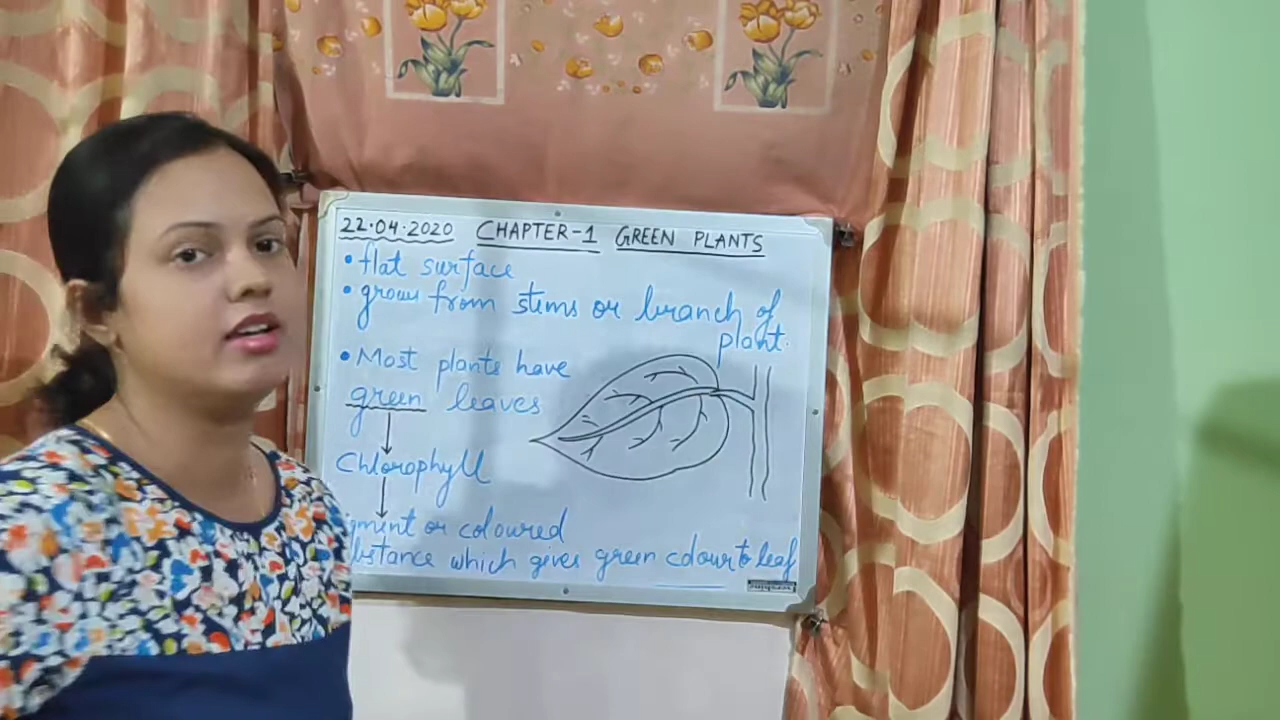 22.04.2020 CHAPTER-1 GREEN PLANTS
• flat surface
• grows from stems or branch of
plant.
• Most plants have
green leaves
Chlorophyll
gment or coloured
bstance which gives green colour to leaf